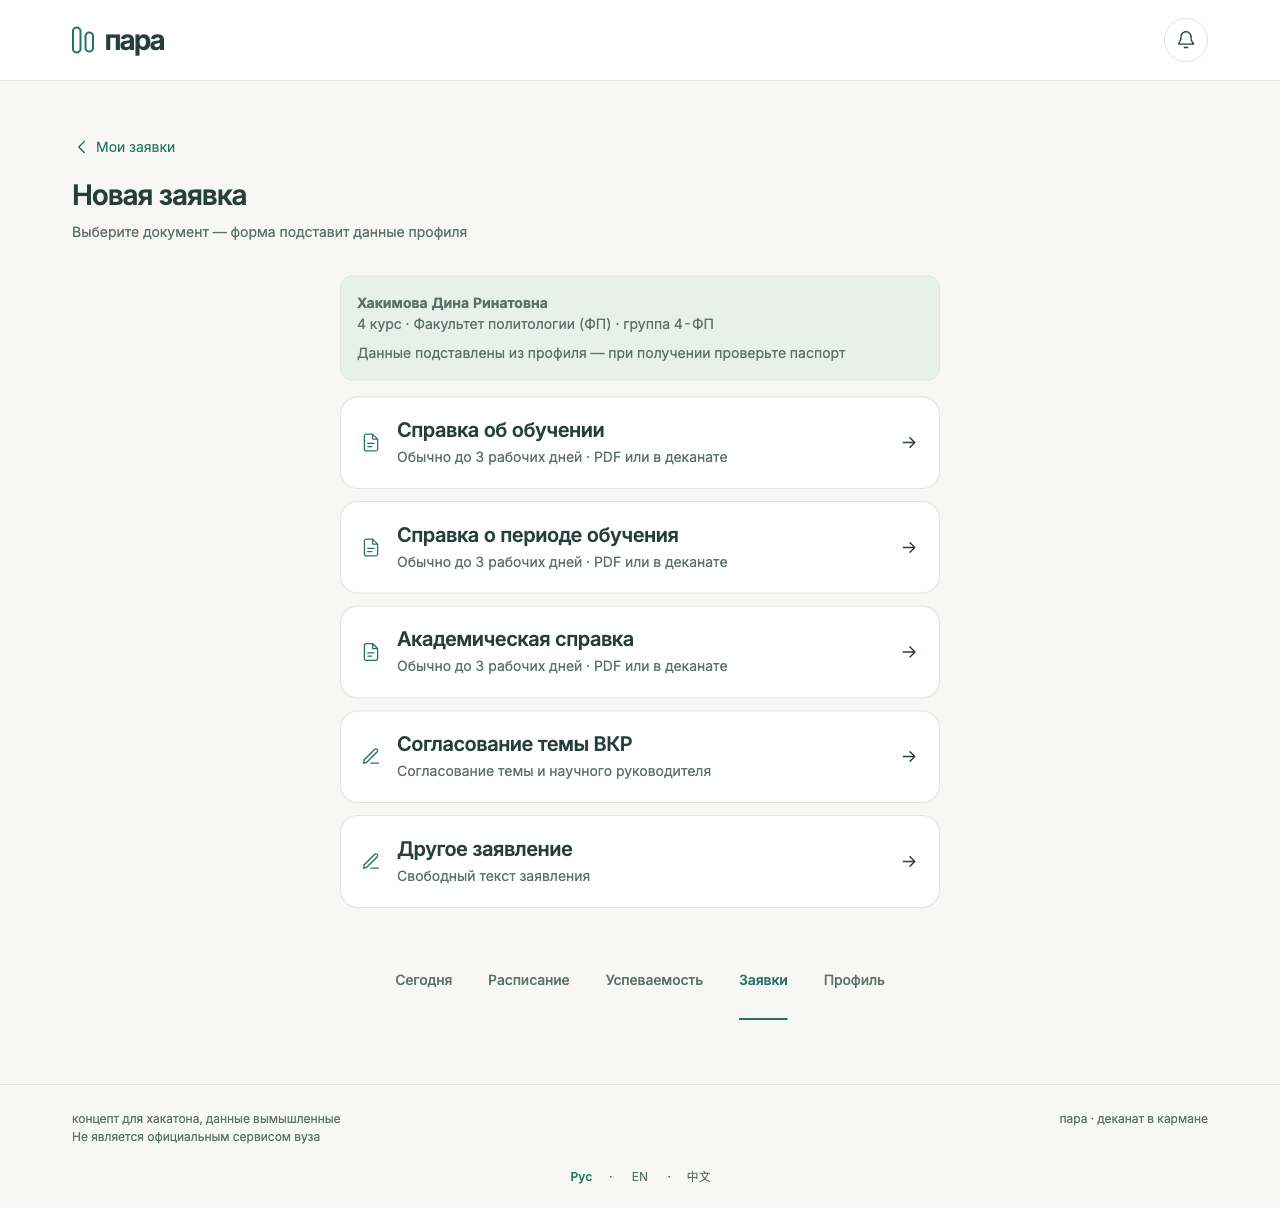 пара
Мои заявки
Новая заявка
Выберите документ — форма подставит данные профиля
Хакимова Дина Ринатовна
4 курс · Факультет политологии (ФП) · группа 4-ФП
Данные подставлены из профиля — при получении проверьте паспорт
Справка об обучении
Обычно до 3 рабочих дней · PDF или в деканате
Справка о периоде обучения
Обычно до 3 рабочих дней · PDF или в деканате
Академическая справка
Обычно до 3 рабочих дней · PDF или в деканате
Согласование темы ВКР
Согласование темы и научного руководителя
Другое заявление
Свободный текст заявления
Сегодня Расписание Успеваемость Заявки Профиль
концепт для хакатона, данные вымышленные
Не является официальным сервисом вуза
пара · деканат в кармане
Рус · EN · 中文